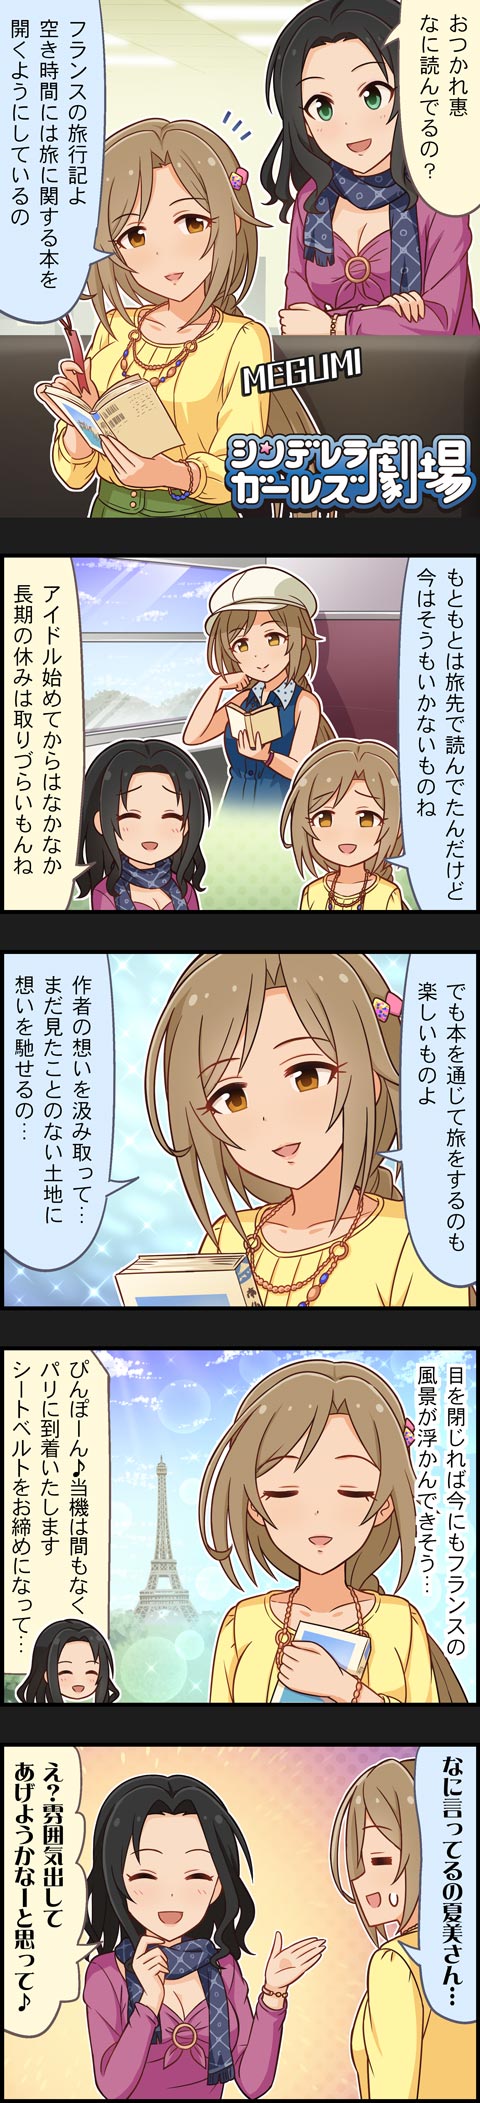 おつかれ惠
なに読んでるの?
フランスの旅行記よ
空き時間には旅に関する本を
開くようにしているの
MEGUMI
シンデレラ
ガールズ劇場
もともとは旅先で読んでたんだけど
今はそうもいかないものね
アイドル始めてからはなかなか
長期の休みは取りづらいもんね
でも本を通じて旅をするのも
楽しいものよ
作者の想いを汲み取って…
まだ見たことのない土地に
想いを馳せるの…
目を閉じれば今にもフランスの
風景が浮かんできそう…
ぴんぽーん♪当機は間もなく
パリに到着いたします
シートベルトをお締めになって…
なに言ってるの夏美さん…
え?雰囲気出して
あげようかなーと思って♪